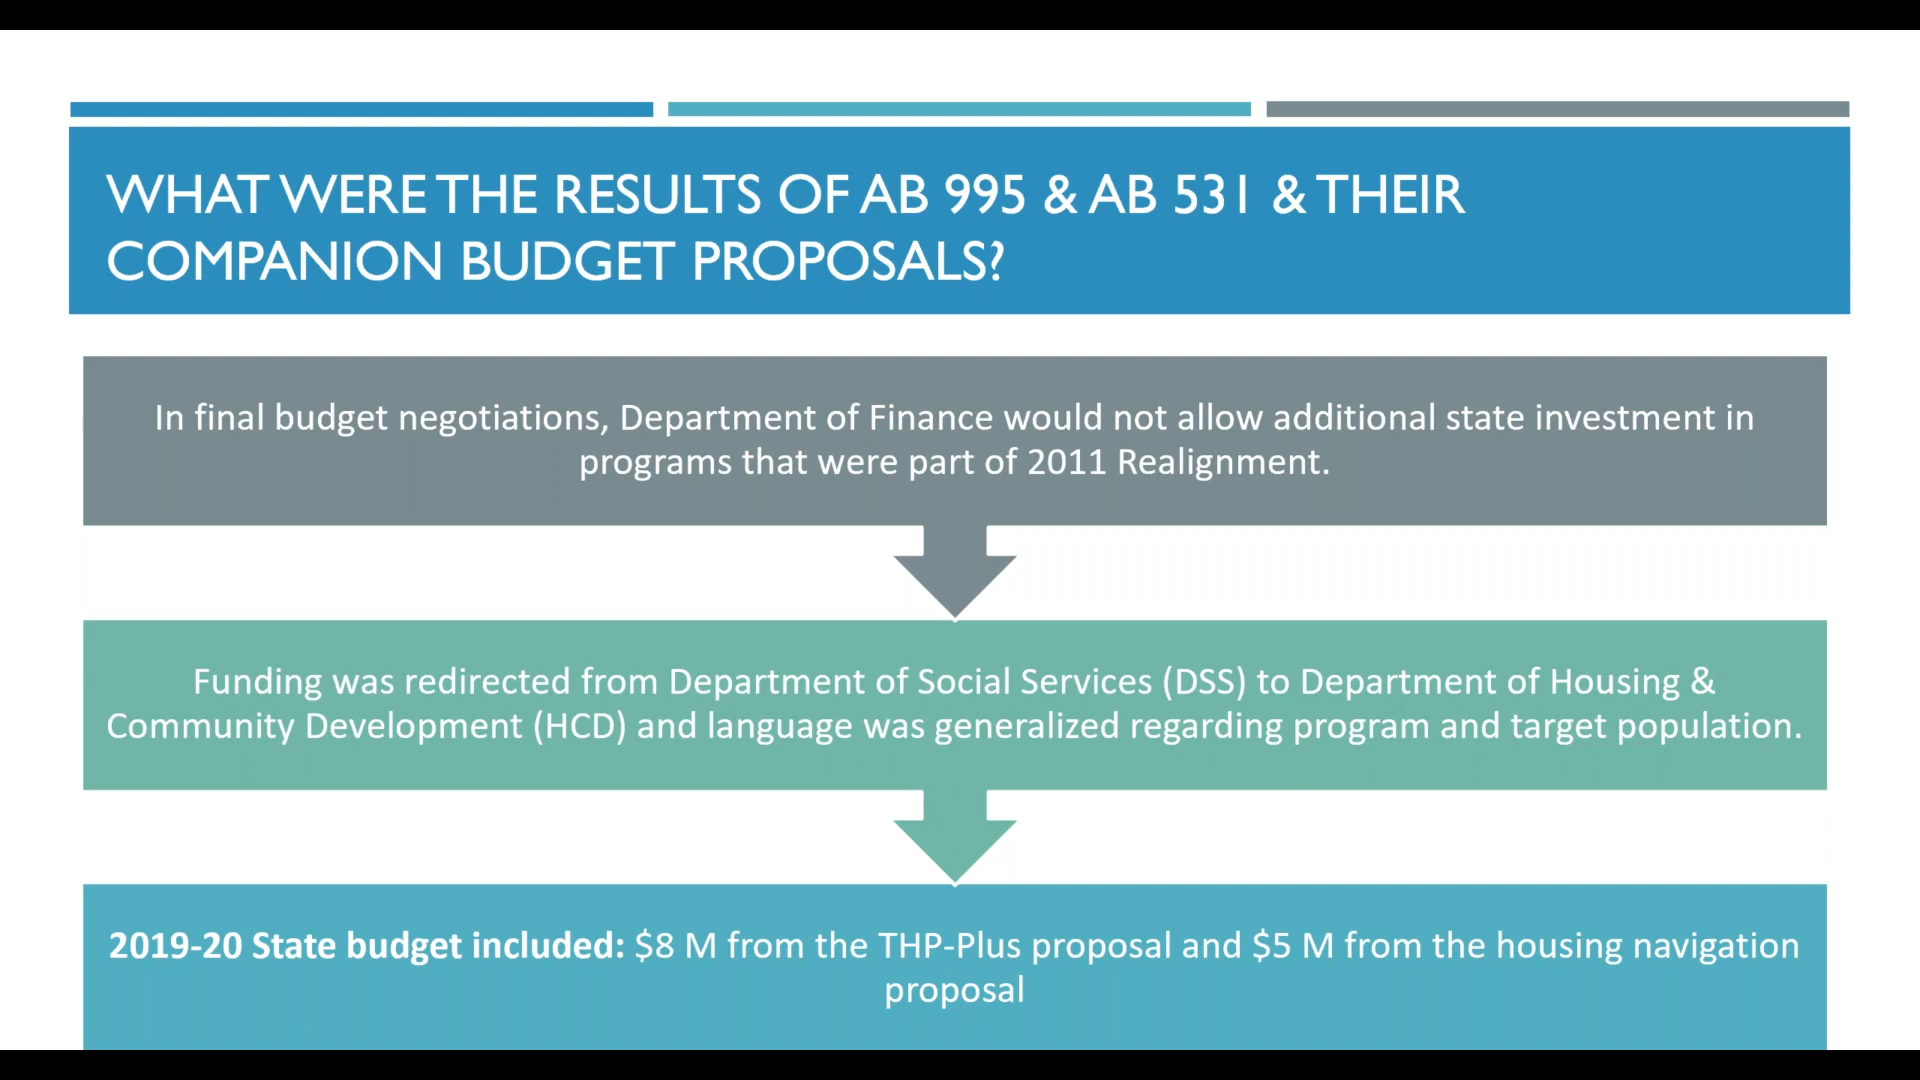 WHAT WERE THE RESULTS OF AB 995 & AB 531 & THEIR
COMPANION BUDGET PROPOSALS?
In final budget negotiations, Department of Finance would not allow additional state investment in
programs that were part of 2011 Realignment.
Funding was redirected from Department of Social Services (DSS) to Department of Housing &
Community Development (HCD) and language was generalized regarding program and target population.
2019-20 State budget included: $8 M from the THP-Plus proposal and $5 M from the housing navigation
proposal